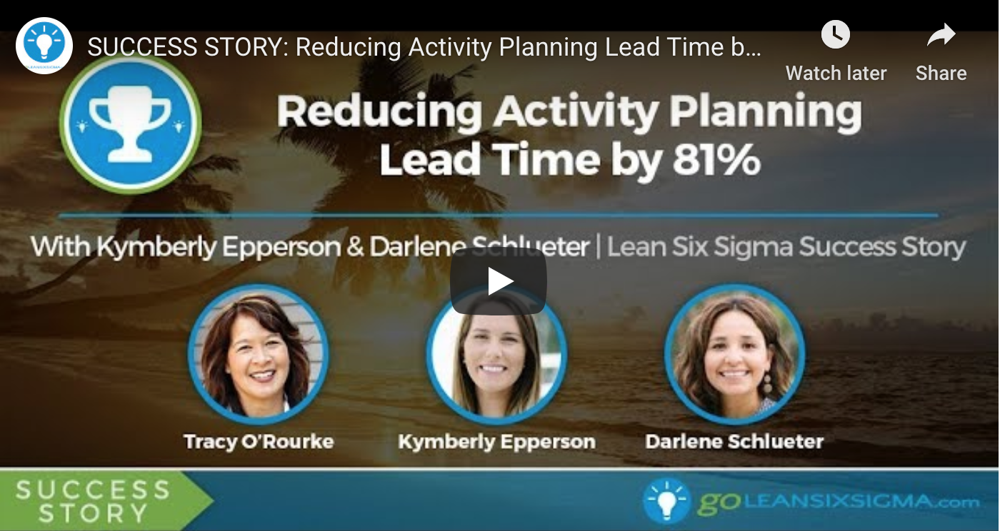 SUCCESS STORY: Reducing Activity Planning Lead Time b...
Watch later
Share
LEANSIXSIGMA
Reducing Activity Planning
Lead Time by 81%
With Kymberly Epperson & Darlene Schlueter | Lean Six Sigma Success Story
Tracy O'Rourke
Kymberly Epperson
Darlene Schlueter
SUCCESS
STORY
goLEANSIXSIGMA.com